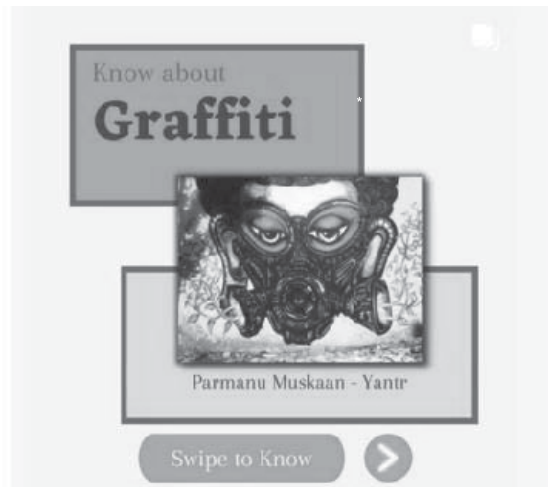 Know about
Graffiti
*
Parmanu Muskaan - Yantr
Swipe to Know